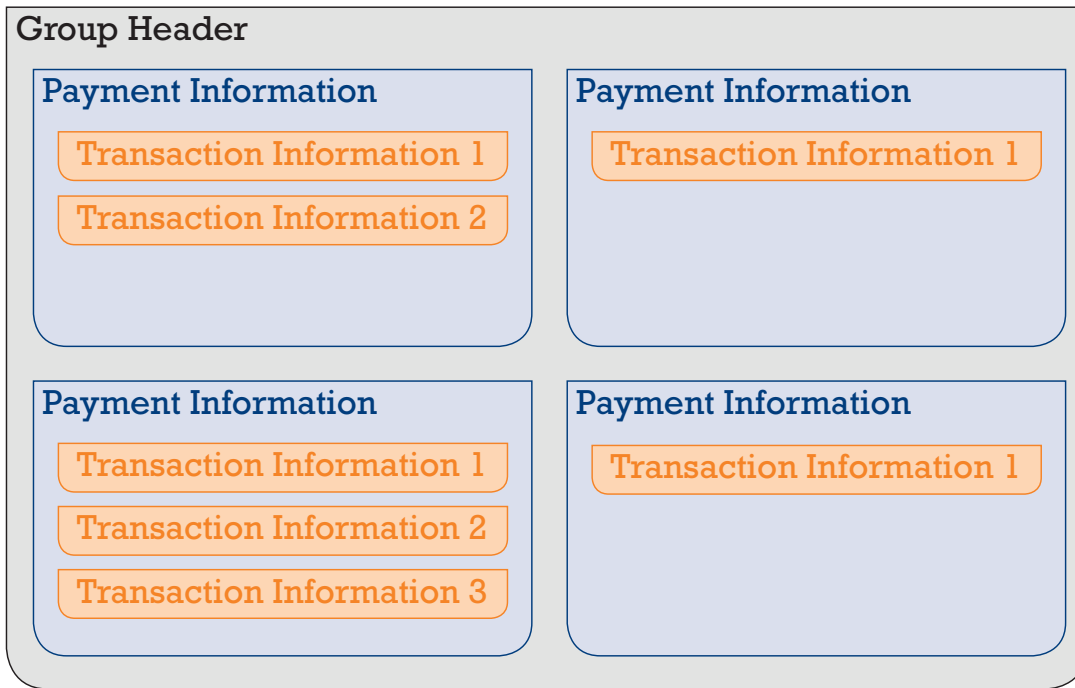 Group Header
Payment Information
Transaction Information 1
Transaction Information 2
Payment Information
Transaction Information 1
Payment Information
Transaction Information 1
Transaction Information 2
Transaction Information 3
Payment Information
Transaction Information 1